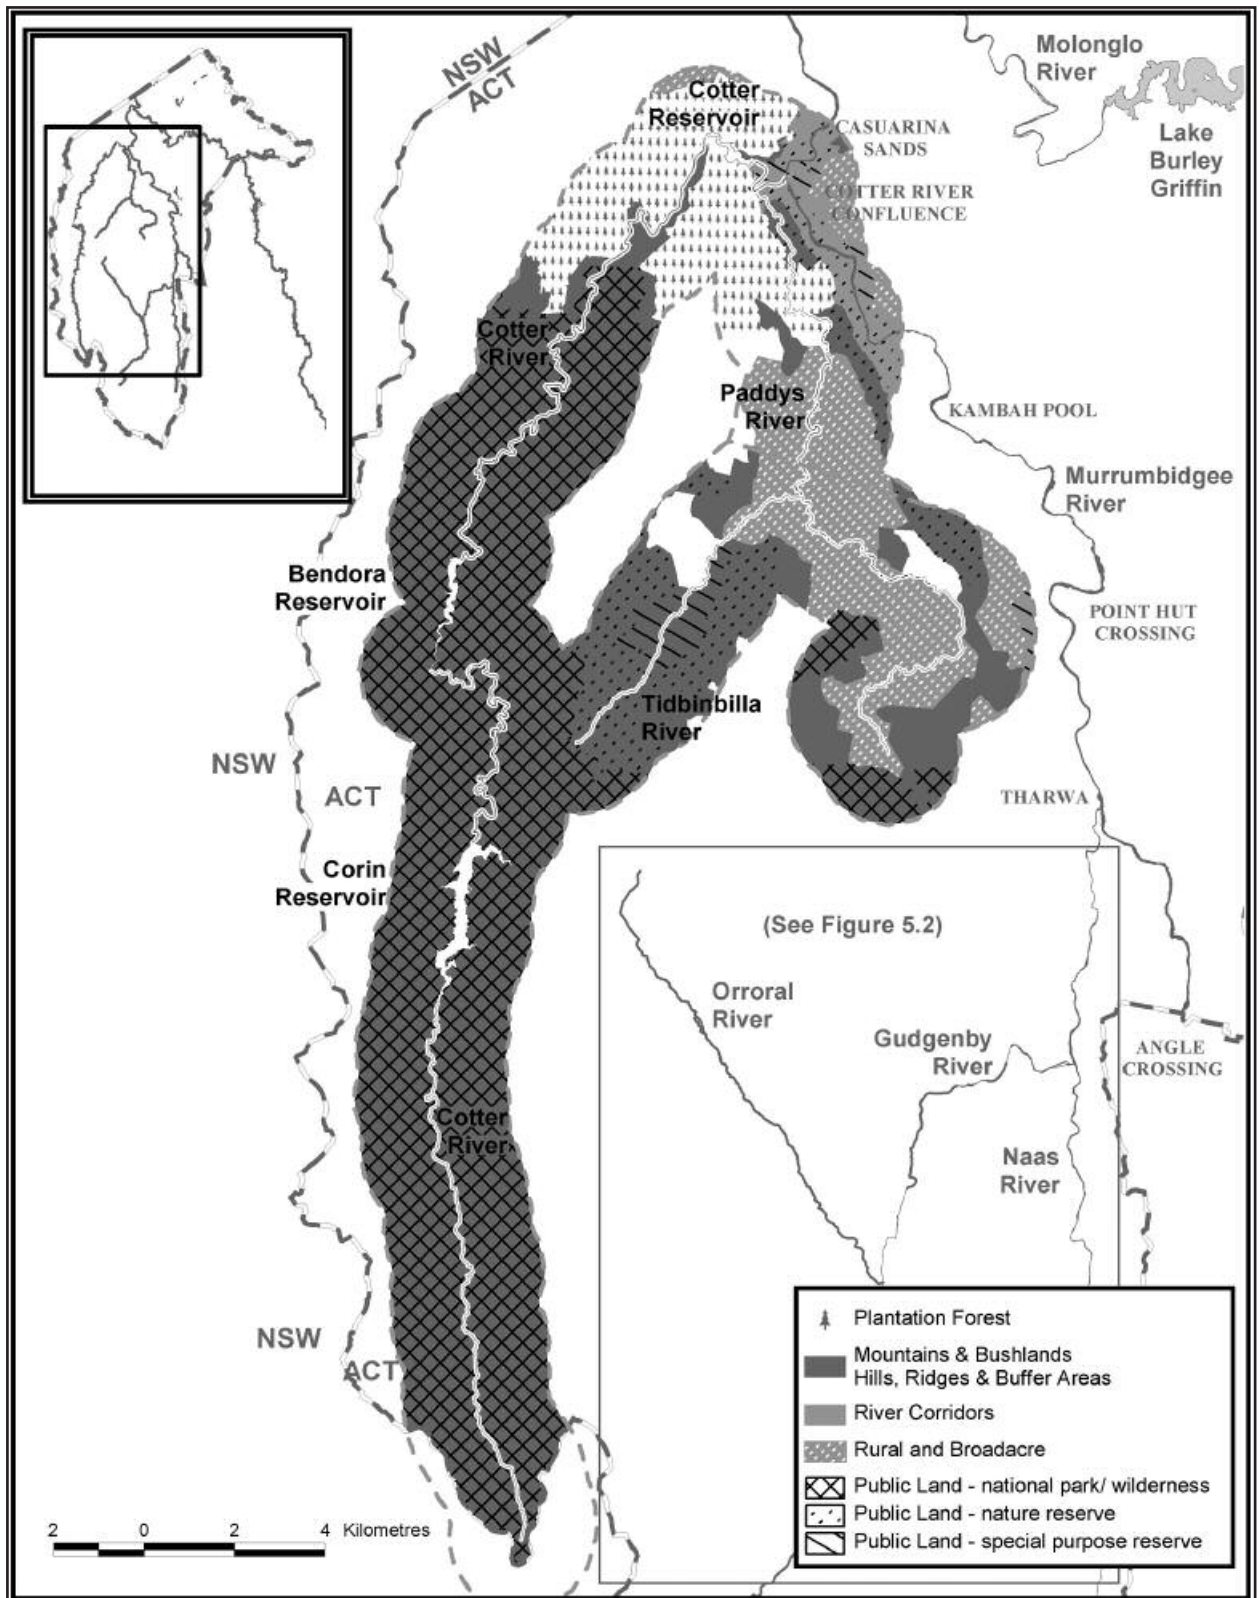 NSW
ACT
Molonglo
River
Cotter
Reservoir
CASUARINA
SANDS
Lake
Burley
Griffin
COTTER RIVER
CONFLUENCE
Cotter
River
Paddys
River
KAMBAH POOL
Murrumbidgee
River
Bendora
Reservoir
POINT HUT
CROSSING
Tidbinbilla
River
NSW
ACT
THARWA
Corin
Reservoir
(See Figure 5.2)
Orroral
River
Gudgenby
River
ANGLE
CROSSING
Cotter
River
Naas
River
NSW
ACT
Plantation Forest
Mountains & Bushlands
Hills, Ridges & Buffer Areas
River Corridors
Rural and Broadacre
Public Land - national park/ wilderness
Public Land - nature reserve
Public Land - special purpose reserve
2 0 2 4 Kilometres